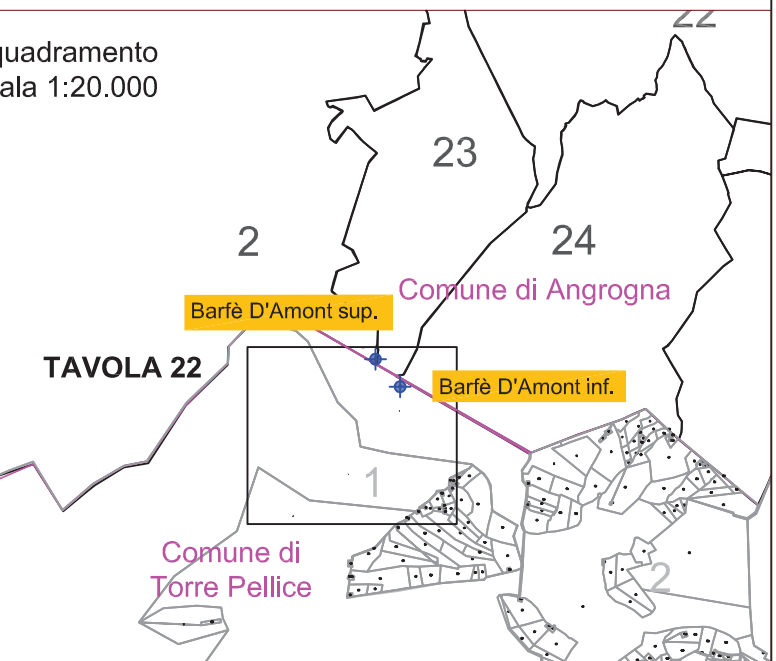 22
quadramento
ala 1:20.000
23
2
24
Comune di Angrogna
Barfè D'Amont sup.
TAVOLA 22
Barfè D'Amont inf.
1
Comune di
Torre Pellice
2